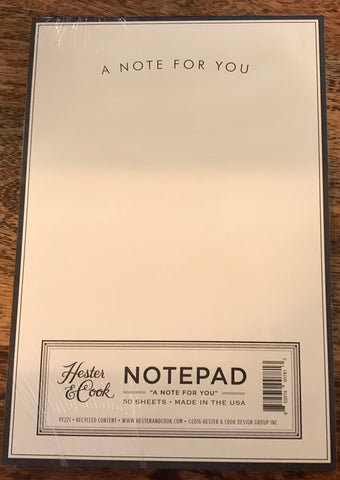 A NOTE FOR YOU
Hester
& Cook
NOTEPAD
"A NOTE FOR YOU"
50 SHEETS • MADE IN THE USA
• RECYCLED CONTENT • WWW.HESTERANDCOOK.COM • ©2016 HESTER & COOK DESIGN GROUP INC.